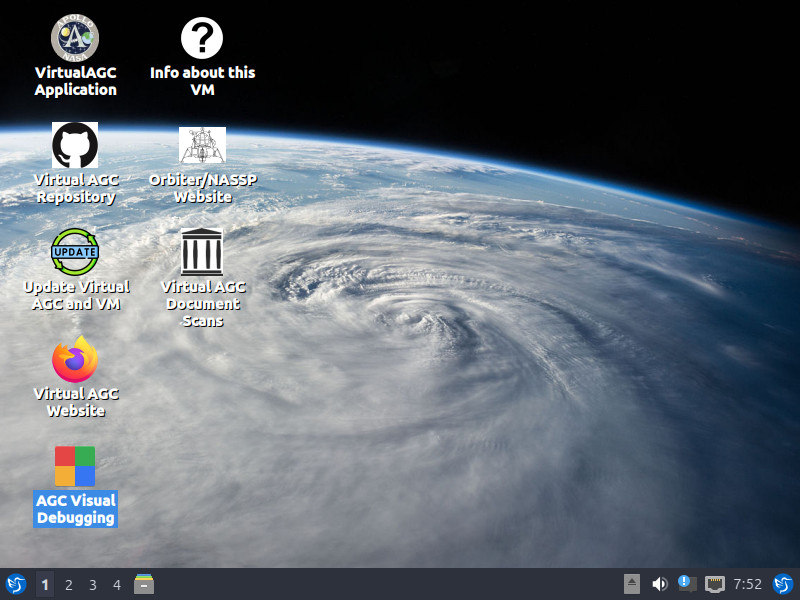 APOLLO
NASA
VirtualAGC
Application
?
Info about this
VM
Virtual AGC
Repository
Orbiter/NASSP
Website
UPDATE
Update Virtual
AGC and VM
Virtual AGC
Document
Scans
Virtual AGC
Website
AGC Visual
Debugging
1 2 3 4
7:52